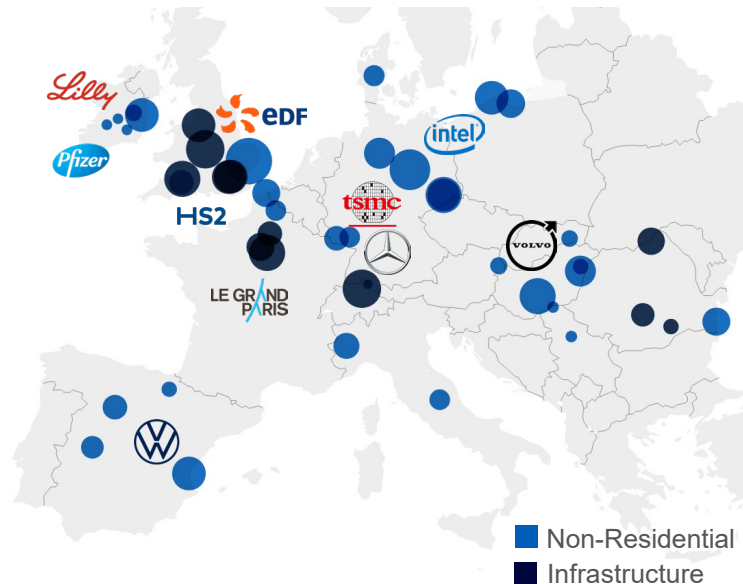 Lilly
eDF
Pfizer
intel
HS2
tsmc
VOLVO
LE GRAND
PARIS
Non-Residential
Infrastructure